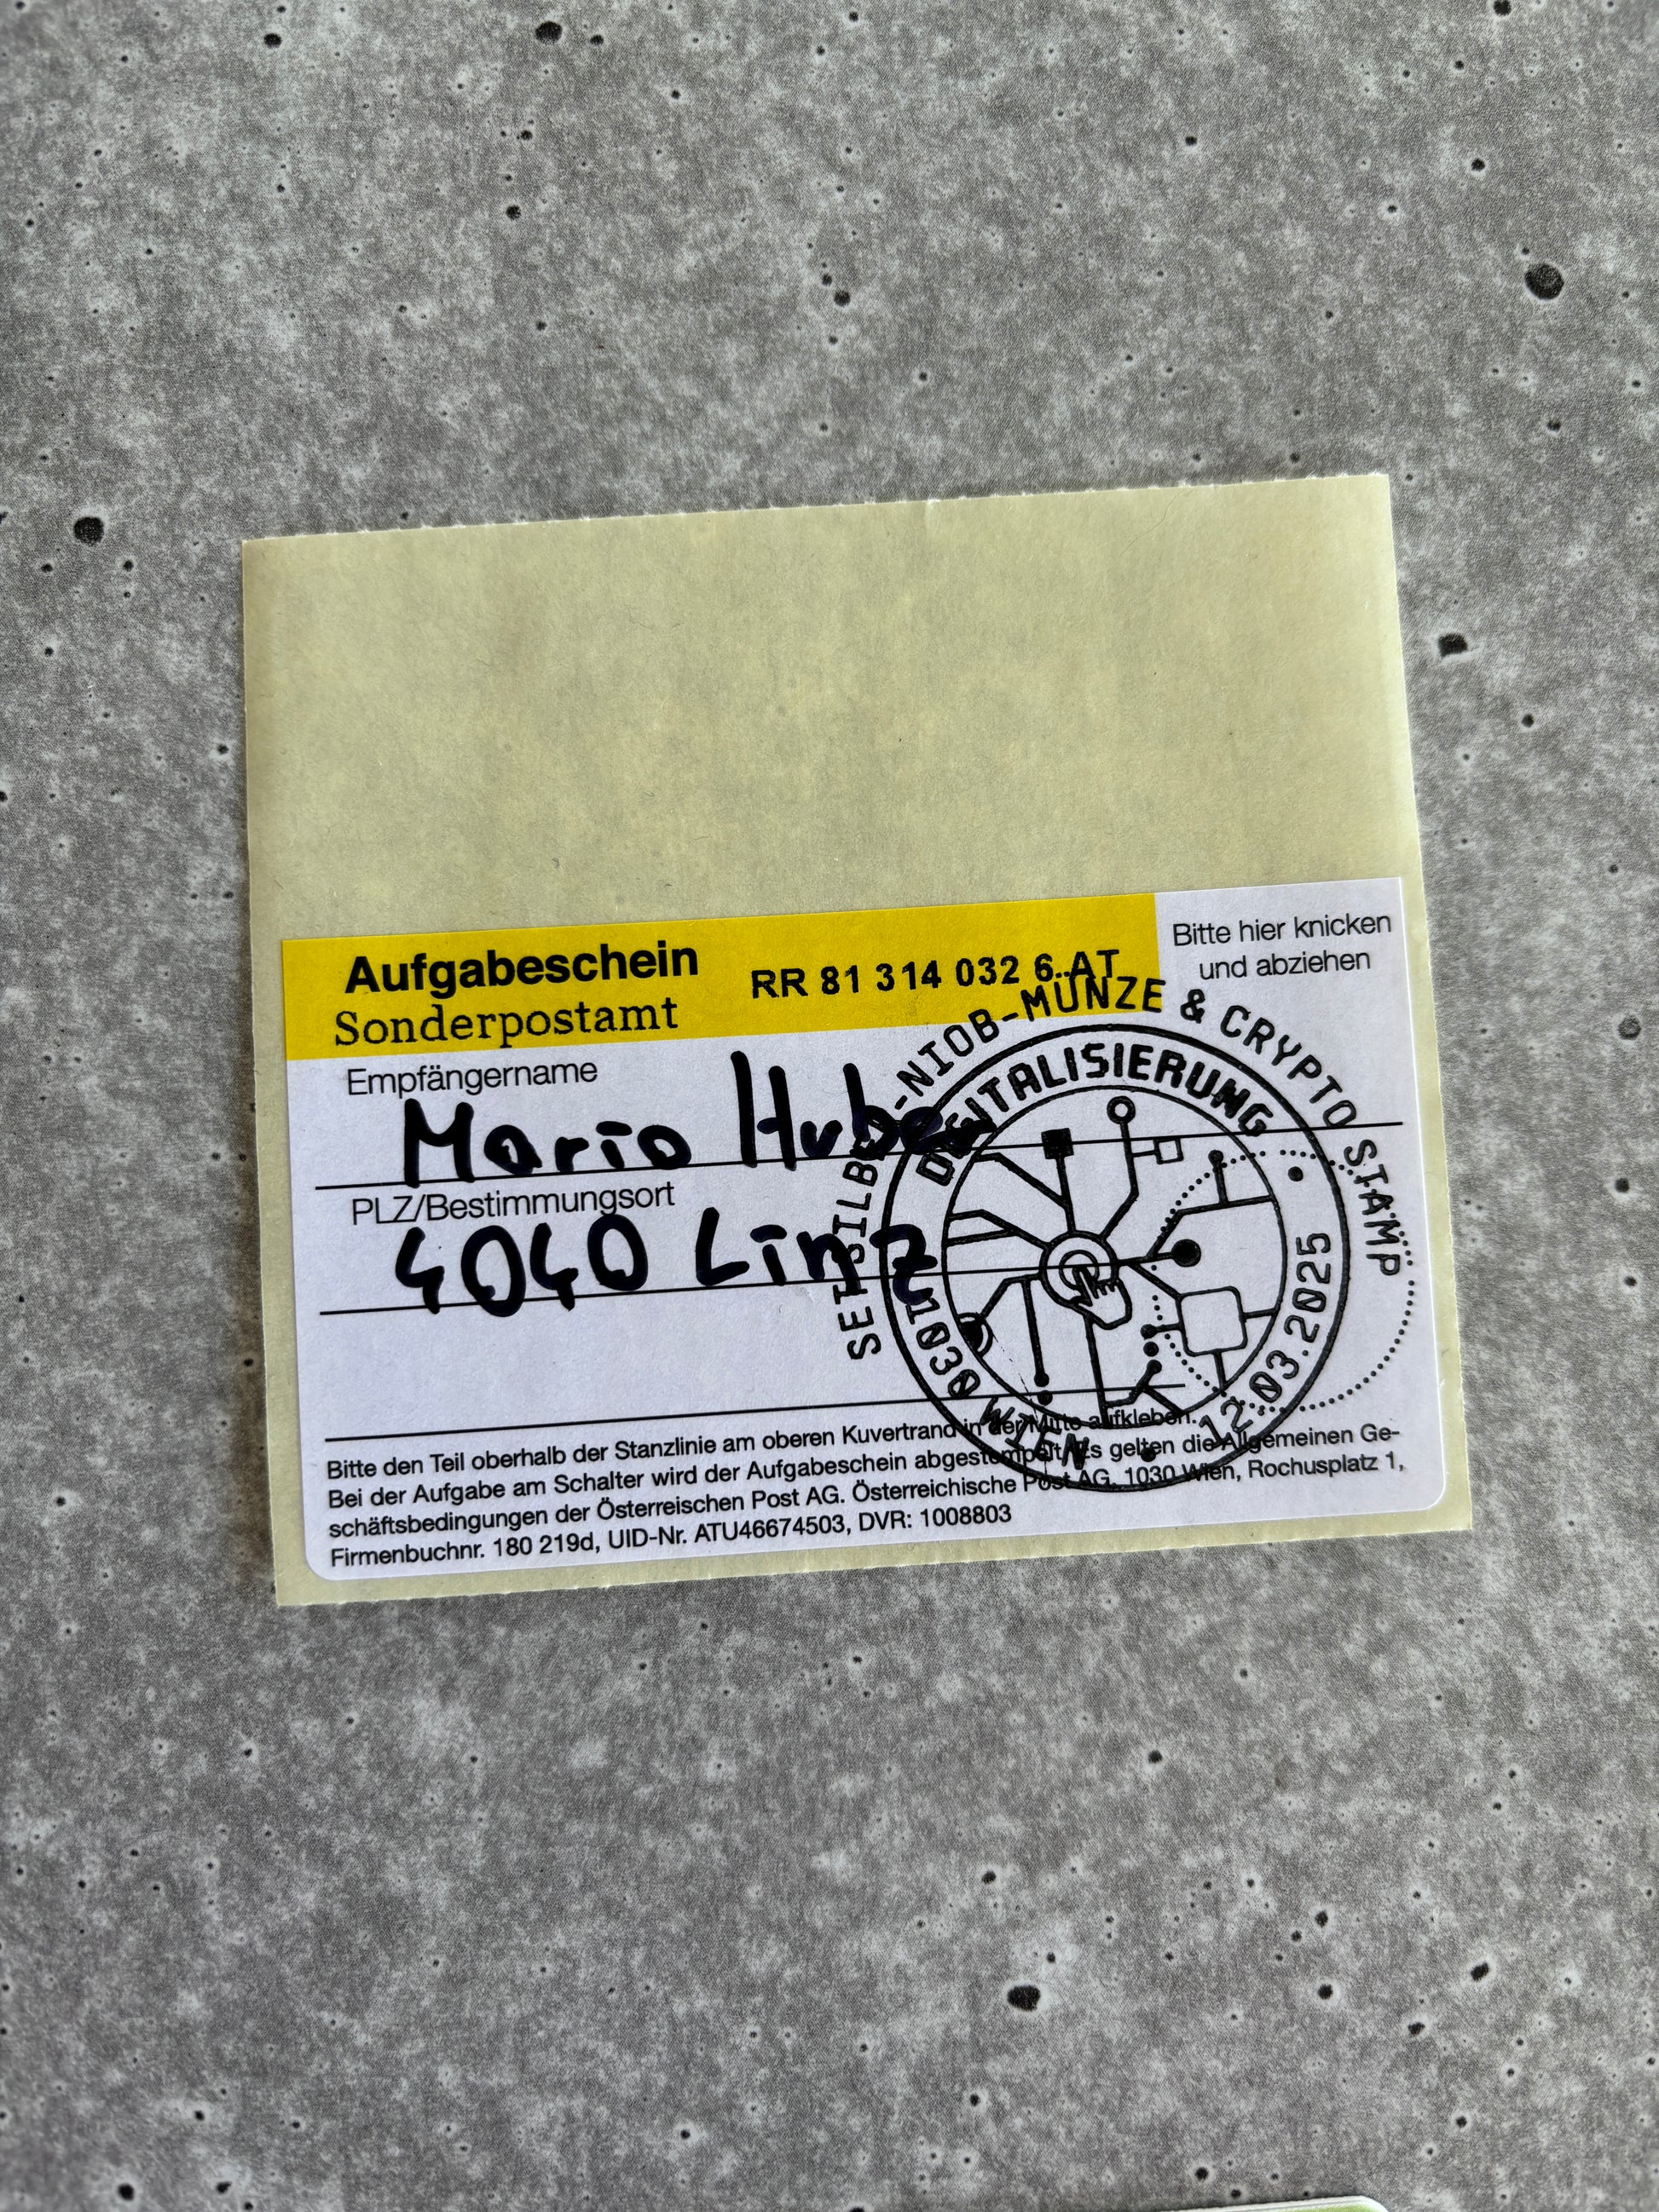 Aufgabeschein
Sonderpostamt
RR 81 314 032 6 AT
Bitte hier knicken
und abziehen
Empfängername
Mario Huber
PLZ/Bestimmungsort
4040 Linz
SET SILBER-NIOB-MÜNZE & CRYPTO STAMP
DIGITALISIERUNG
1030 WIEN
12.03.2025
Bitte den Teil oberhalb der Stanzlinie am oberen Kuvertrand in der Mitte aufkleben.
Bei der Aufgabe am Schalter wird der Aufgabeschein abgestempelt. Es gelten die Allgemeinen Ge-
schäftsbedingungen der Österreischen Post AG. Österreichische Post AG, 1030 Wien, Rochusplatz 1,
Firmenbuchnr. 180 219d, UID-Nr. ATU46674503, DVR: 1008803